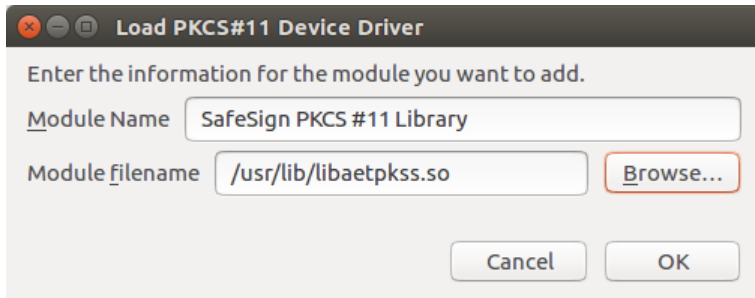 Load PKCS#11 Device Driver
Enter the information for the module you want to add.
Module Name SafeSign PKCS #11 Library
Module filename /usr/lib/libaetpkss.so Browse...
Cancel OK